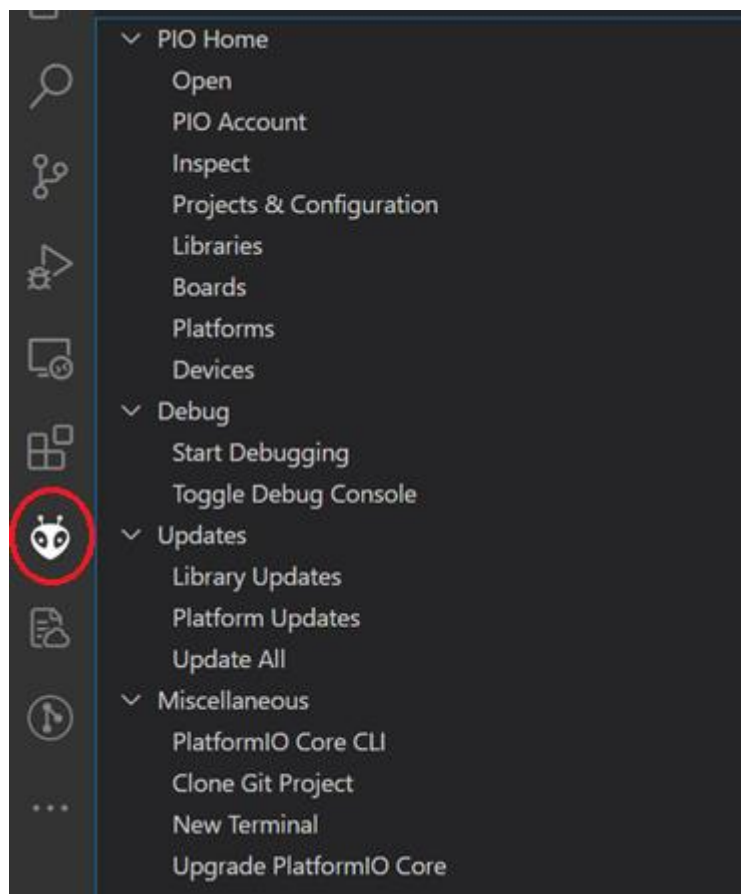 PIO Home
Open
PIO Account
Inspect
Projects & Configuration
Libraries
Boards
Platforms
Devices
Debug
Start Debugging
Toggle Debug Console
Updates
Library Updates
Platform Updates
Update All
Miscellaneous
PlatformIO Core CLI
Clone Git Project
New Terminal
Upgrade PlatformIO Core